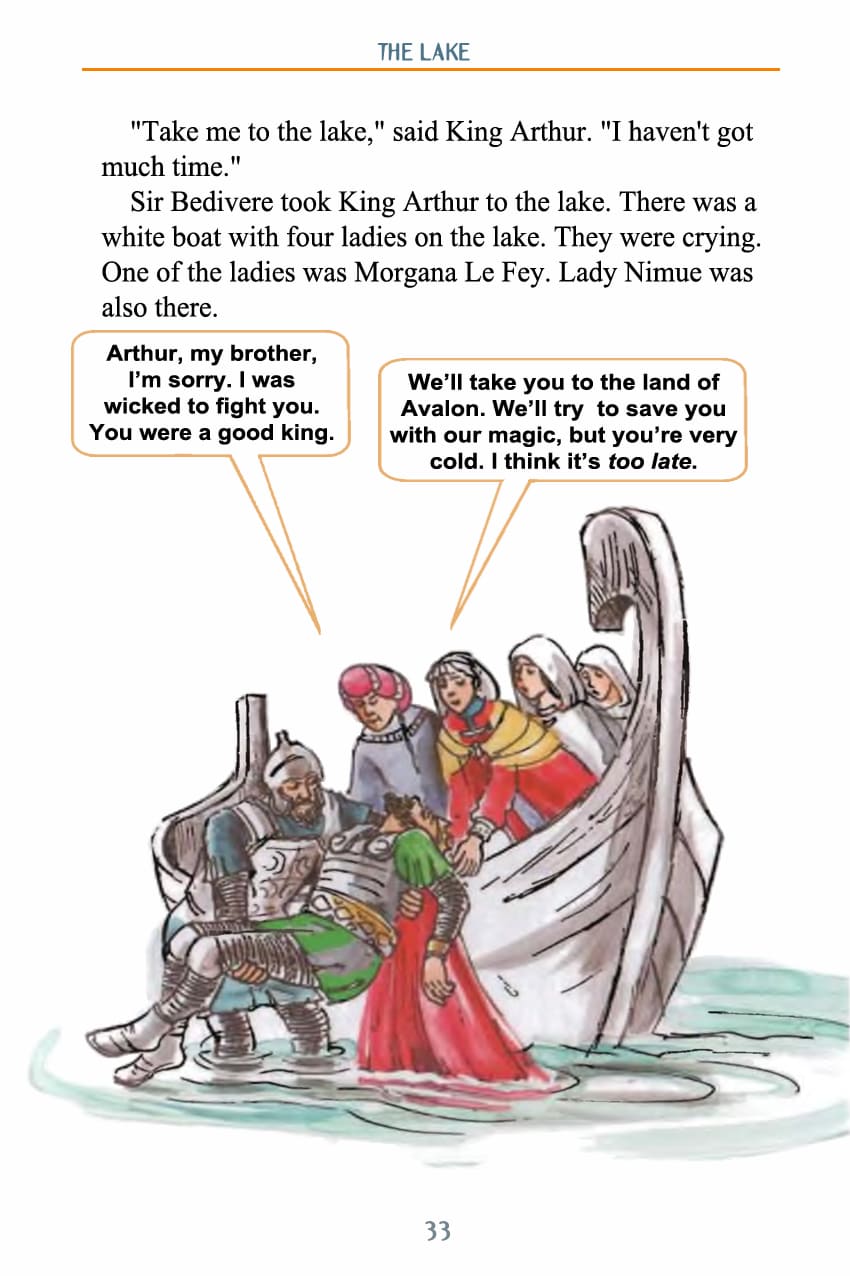 THE LAKE
"Take me to the lake," said King Arthur. "I haven't got
much time."
Sir Bedivere took King Arthur to the lake. There was a
white boat with four ladies on the lake. They were crying.
One of the ladies was Morgana Le Fey. Lady Nimue was
also there.
Arthur, my brother,
I'm sorry. I was
wicked to fight you.
You were a good king.
We'll take you to the land of
Avalon. We'll try to save you
with our magic, but you're very
cold. I think it's too late.
33